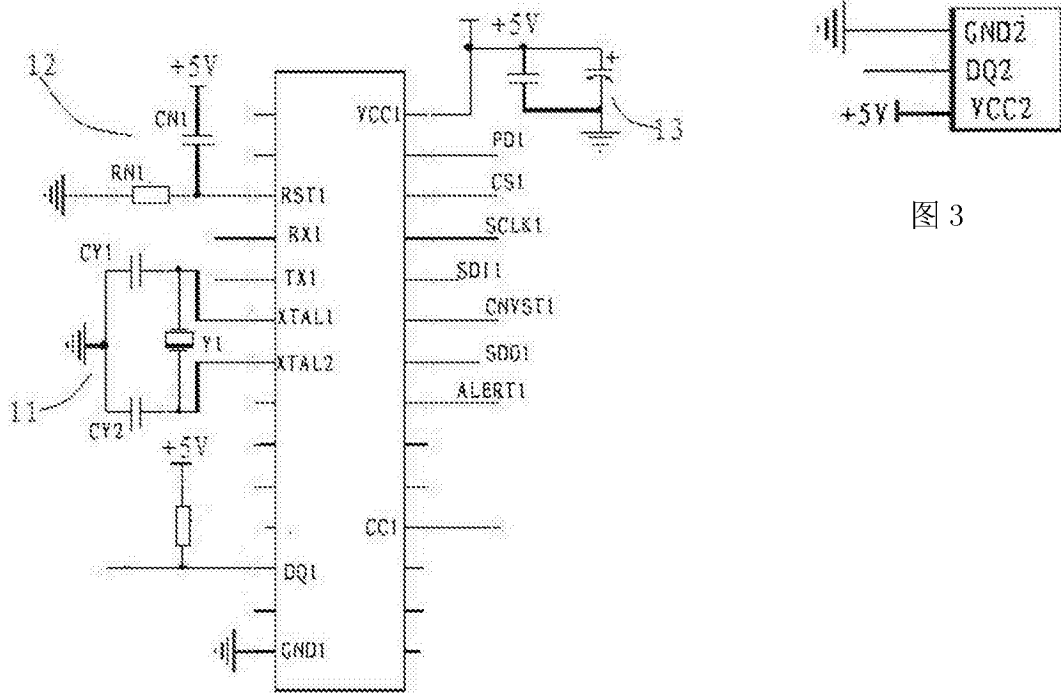 12
+5V
CN1
RN1
RST1
RX1
TX1
CY1
XTAL1
Y1
XTAL2
11
CY2
+5V
DQ1
GND1
+5V
VCC1
13
PD1
CS1
SCLK1
SDI1
CNVST1
SDO1
ALERT1
CC1
GND2
DQ2
+5V
VCC2
图 3